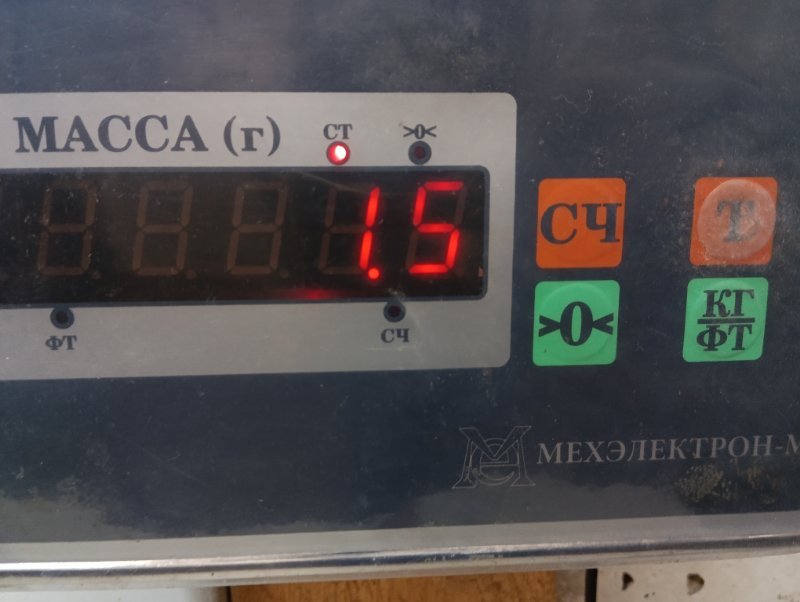 МАССА (г)
СТ
>0<
1.5
ФТ
СЧ
СЧ
Т
>0<
КГ
ФТ
МЕХЭЛЕКТРОН-М